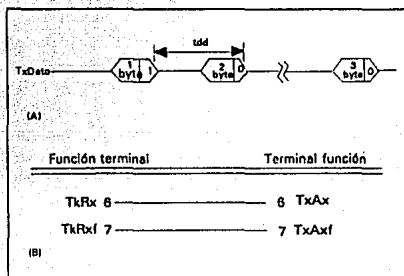 tdd
TxDato 1 byte 1 2 byte 0 3 byte 0
(A)
Función terminal Terminal función
TkRx 6 6 TxAx
TkRxf 7 7 TxAxf
(B)